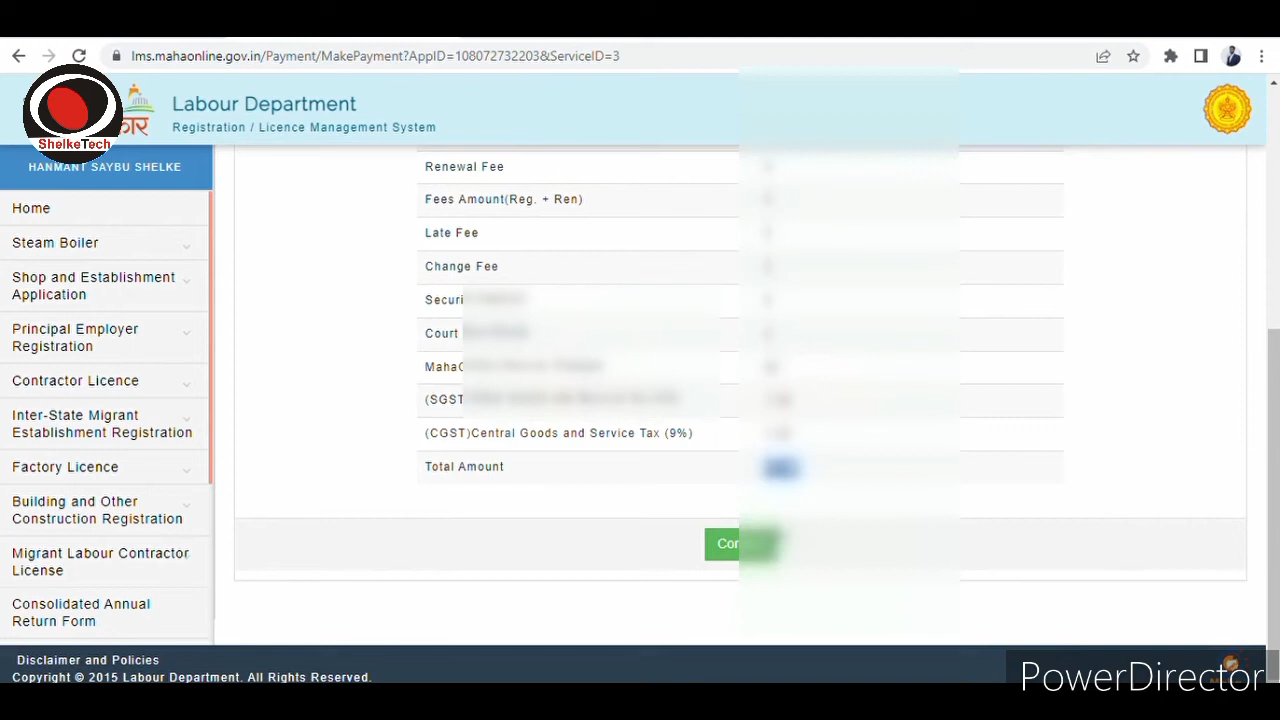 lms.mahaonline.gov.in/Payment/MakePayment?AppID=108072732203&ServiceID=3
कार
ShelkeTech
Labour Department
Registration / Licence Management System
HANMANT SAYBU SHELKE
Home
Steam Boiler
Shop and Establishment
Application
Principal Employer
Registration
Contractor Licence
Inter-State Migrant
Establishment Registration
Factory Licence
Building and Other
Construction Registration
Migrant Labour Contractor
License
Consolidated Annual
Return Form
Renewal Fee
Fees Amount(Reg. + Ren)
Late Fee
Change Fee
Securi
Court
Maha
(SGST
(CGST)Central Goods and Service Tax (9%)
Total Amount
Con
Disclaimer and Policies
Copyright © 2015 Labour Department. All Rights Reserved.
PowerDirector